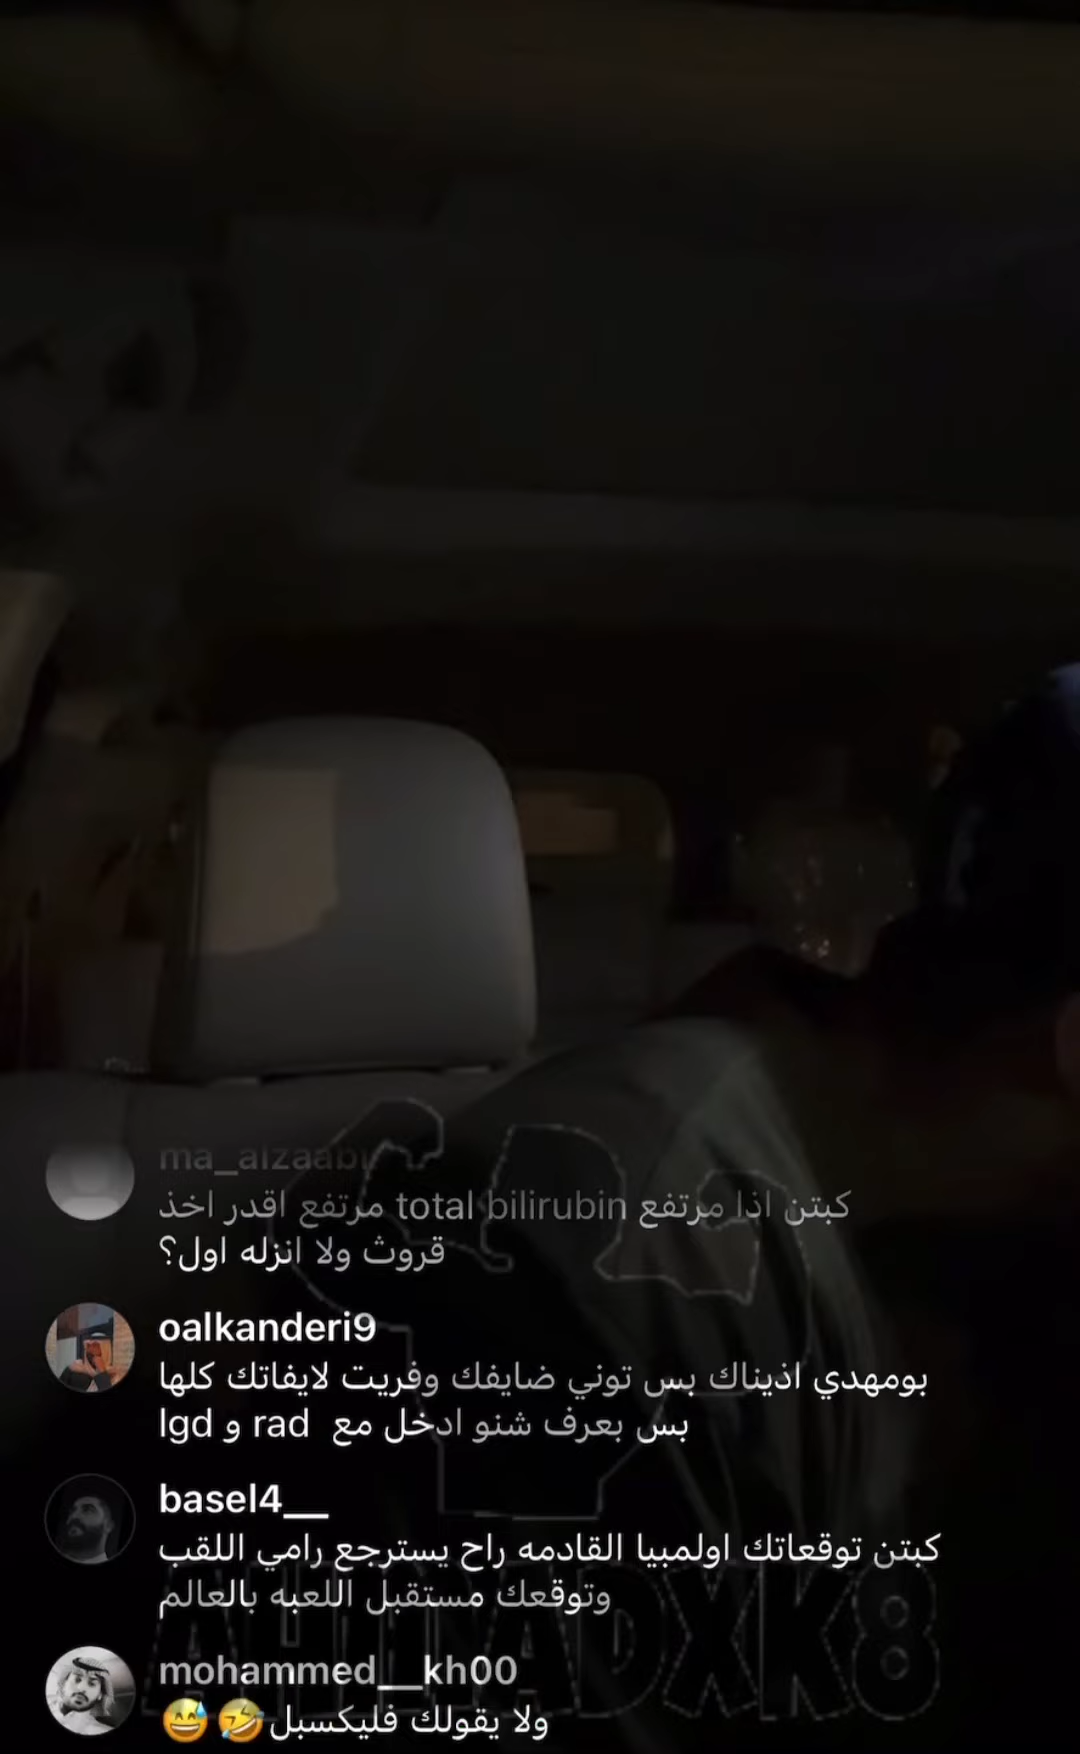 ma_alzaabi
كبتن اذا مرتفع total bilirubin مرتفع اقدر اخذ
قروث ولا انزله اول؟
oalkanderi9
بومهدي اذيناك بس توني ضايفك وفريت لايفاتك كلها
بس بعرف شنو ادخل مع rad و lgd
basel4__
كبتن توقعاتك اولمبيا القادمه راح يسترجع رامي اللقب
وتوقعك مستقبل اللعبه بالعالم
mohammed__kh00
ولا يقولك فليكسبل🤣😅